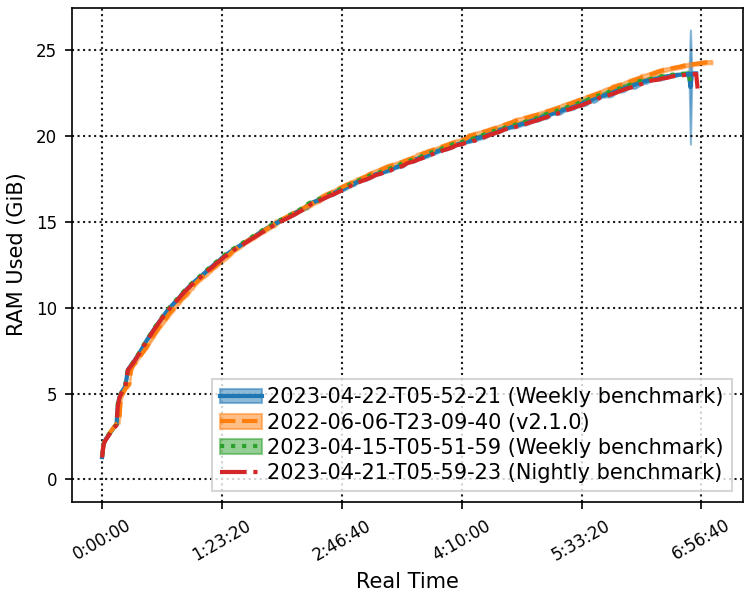 25
20
15
10
5
0
RAM Used (GiB)
2023-04-22-T05-52-21 (Weekly benchmark)
2022-06-06-T23-09-40 (v2.1.0)
2023-04-15-T05-51-59 (Weekly benchmark)
2023-04-21-T05-59-23 (Nightly benchmark)
0:00:00
1:23:20
2:46:40
4:10:00
5:33:20
6:56:40
Real Time